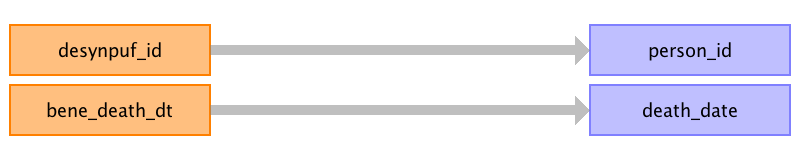 desynpuf_id person_id
bene_death_dt death_date